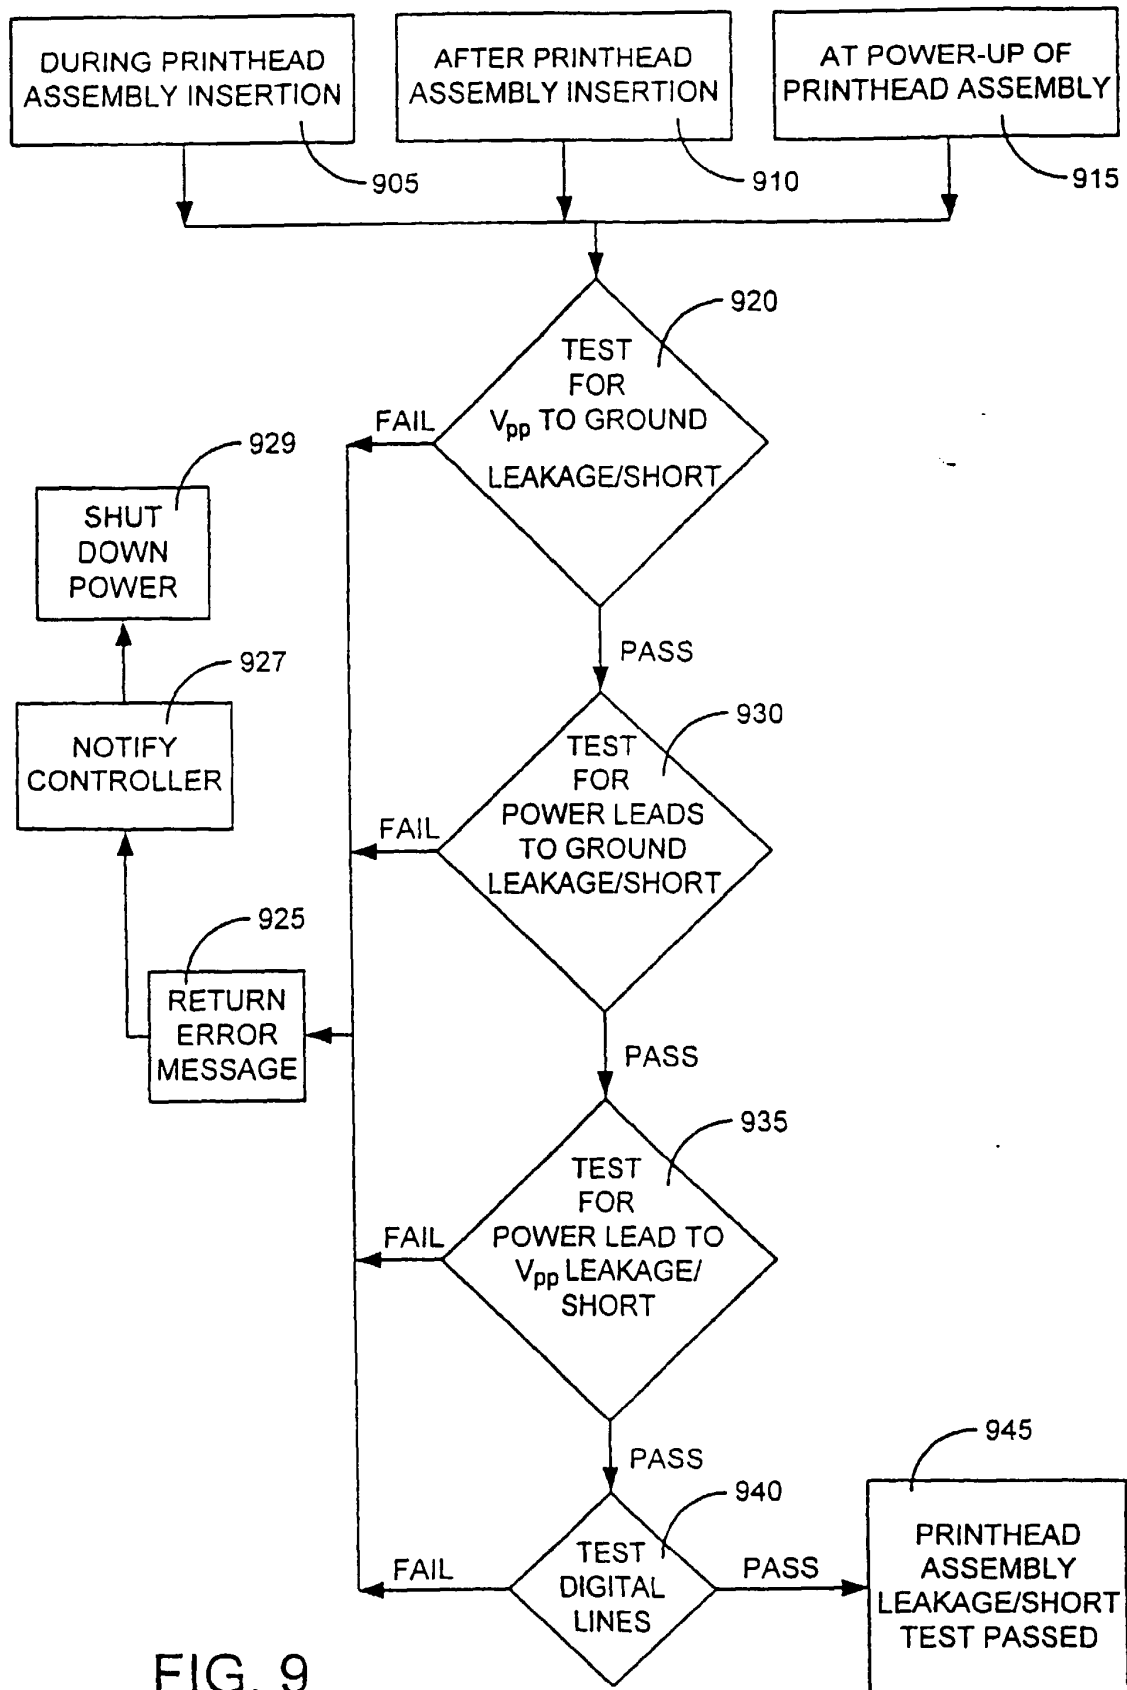 DURING PRINTHEAD
ASSEMBLY INSERTION
905
AFTER PRINTHEAD
ASSEMBLY INSERTION
910
AT POWER-UP OF
PRINTHEAD ASSEMBLY
915
920
TEST
FOR
Vpp TO GROUND
LEAKAGE/SHORT
FAIL
PASS
929
SHUT
DOWN
POWER
927
NOTIFY
CONTROLLER
930
TEST
FOR
POWER LEADS
TO GROUND
LEAKAGE/SHORT
FAIL
PASS
925
RETURN
ERROR
MESSAGE
935
TEST
FOR
POWER LEAD TO
Vpp LEAKAGE/
SHORT
FAIL
PASS
940
TEST
DIGITAL
LINES
FAIL
PASS
945
PRINTHEAD
ASSEMBLY
LEAKAGE/SHORT
TEST PASSED
FIG. 9